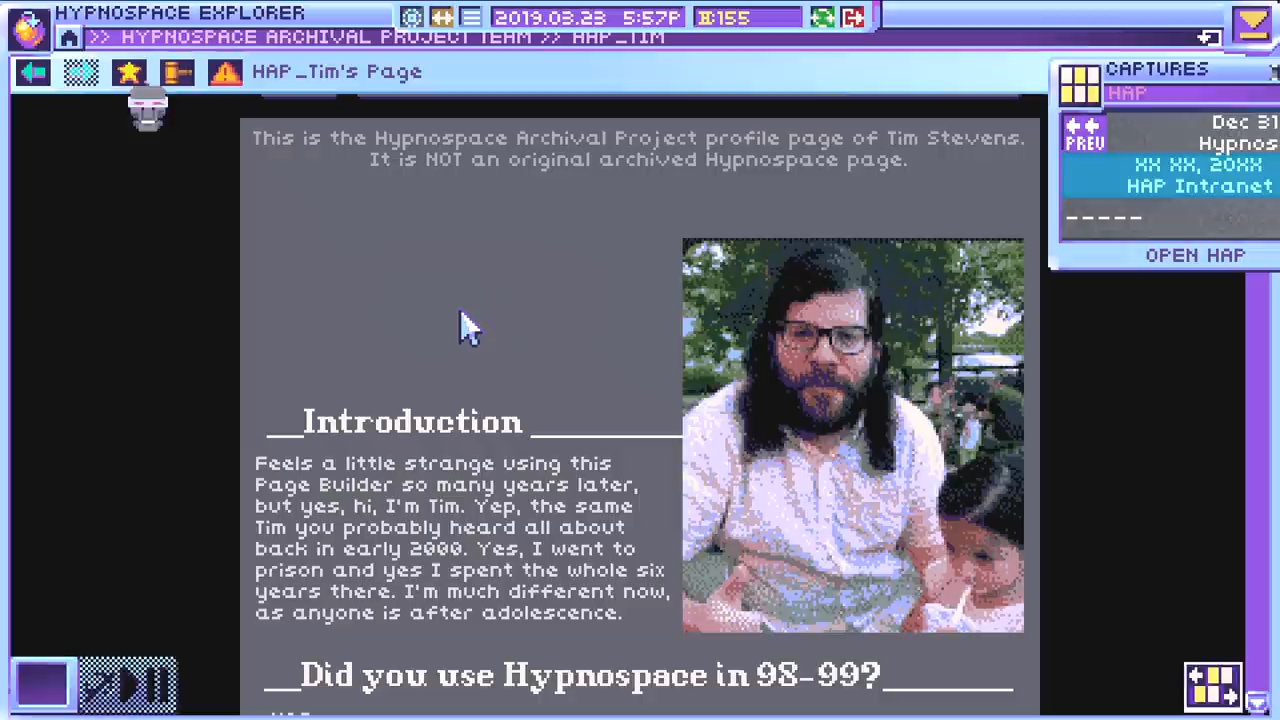 HYPNOSPACE EXPLORER
2019.03.23 5:57P
155
>> HYPNOSPACE ARCHIVAL PROJECT TEAM >> HAP_TIM
HAP_Tim's Page
CAPTURES
HAP
PREV
Dec 31
Hypnos
XX XX, 20XX
HAP Intranet
-----
OPEN HAP
This is the Hypnospace Archival Project profile page of Tim Stevens.
It is NOT an original archived Hypnospace page.
__Introduction__________
Feels a little strange using this
Page Builder so many years later,
but yes, hi, I'm Tim. Yep, the same
Tim you probably heard all about
back in early 2000. Yes, I went to
prison and yes I spent the whole six
years there. I'm much different now,
as anyone is after adolescence.
__Did you use Hypnospace in 98-99?________